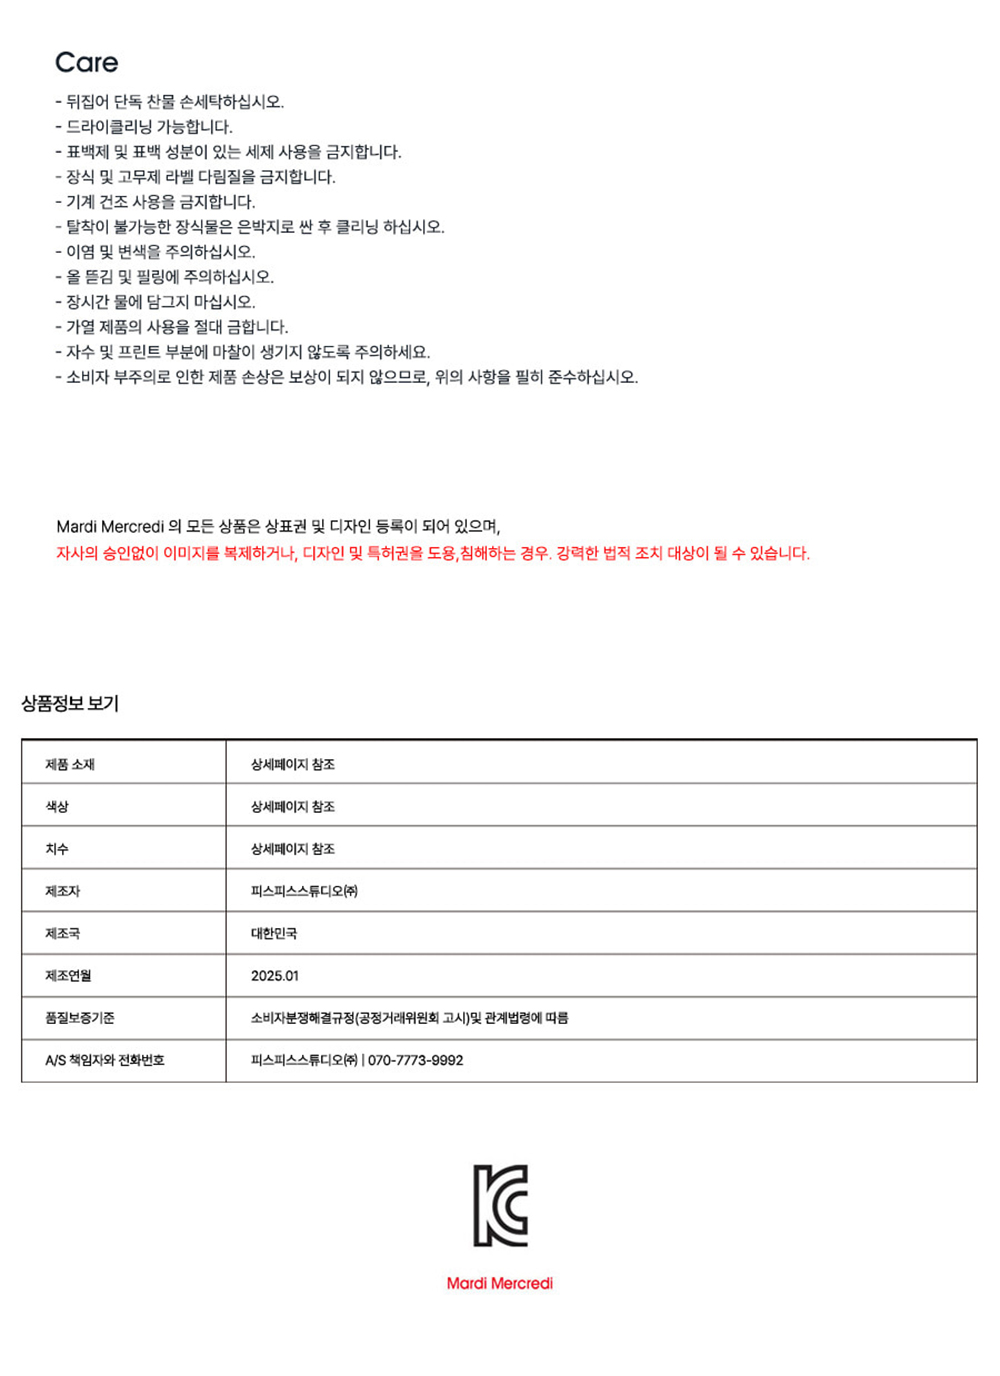 Care
- 뒤집어 단독 찬물 손세탁하십시오.
- 드라이클리닝 가능합니다.
- 표백제 및 표백 성분이 있는 세제 사용을 금지합니다.
- 장식 및 고무제 라벨 다림질을 금지합니다.
- 기계 건조 사용을 금지합니다.
- 탈착이 불가능한 장식물은 은박지로 싼 후 클리닝 하십시오.
- 이염 및 변색을 주의하십시오.
- 올 뜯김 및 필링에 주의하십시오.
- 장시간 물에 담그지 마십시오.
- 가열 제품의 사용을 절대 금합니다.
- 자수 및 프린트 부분에 마찰이 생기지 않도록 주의하세요.
- 소비자 부주의로 인한 제품 손상은 보상이 되지 않으므로, 위의 사항을 필히 준수하십시오.
Mardi Mercredi 의 모든 상품은 상표권 및 디자인 등록이 되어 있으며,
자사의 승인없이 이미지를 복제하거나, 디자인 및 특허권을 도용,침해하는 경우. 강력한 법적 조치 대상이 될 수 있습니다.
상품정보 보기
제품 소재 상세페이지 참조
색상 상세페이지 참조
치수 상세페이지 참조
제조자 피스피스스튜디오㈜
제조국 대한민국
제조연월 2025.01
품질보증기준 소비자분쟁해결규정(공정거래위원회 고시)및 관계법령에 따름
A/S 책임자와 전화번호 피스피스스튜디오㈜ | 070-7773-9992
KC
Mardi Mercredi